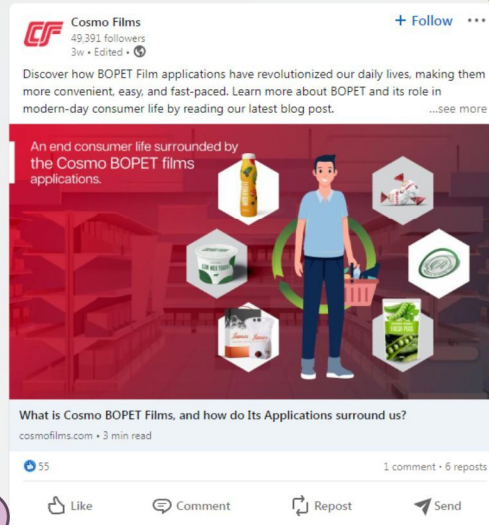 Cosmo Films
+ Follow
49,391 followers
3w • Edited •
Discover how BOPET Film applications have revolutionized our daily lives, making them
more convenient, easy, and fast-paced. Learn more about BOPET and its role in
modern-day consumer life by reading our latest blog post. ...see more
An end consumer life surrounded by
the Cosmo BOPET films
applications.
FRESH PEAS
What is Cosmo BOPET Films, and how do Its Applications surround us?
cosmofilms.com • 3 min read
55
1 comment • 6 reposts
Like
Comment
Repost
Send